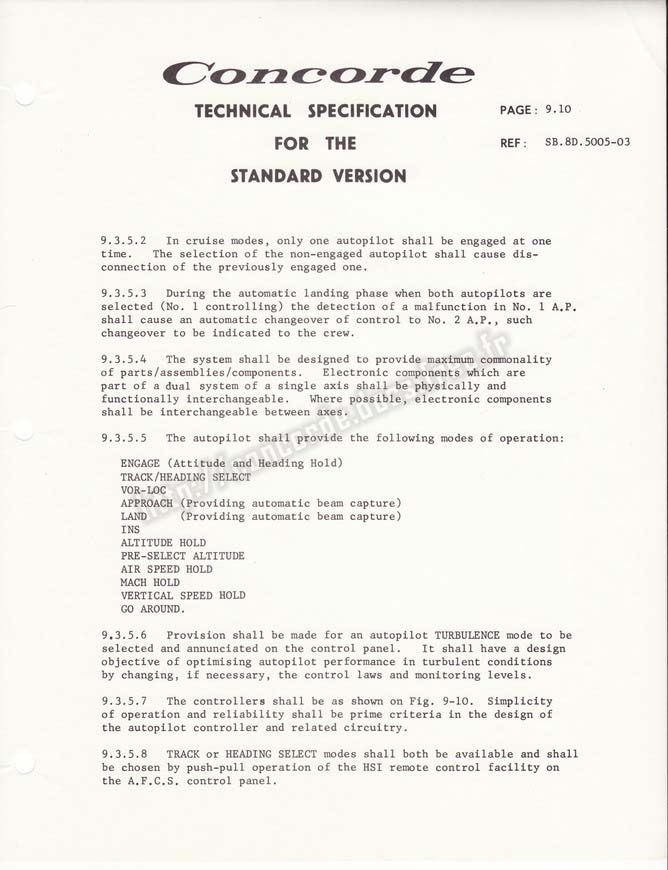 Concorde
TECHNICAL SPECIFICATION
FOR THE
STANDARD VERSION
PAGE: 9.10
REF: SB.8D.5005-03
9.3.5.2 In cruise modes, only one autopilot shall be engaged at one
time. The selection of the non-engaged autopilot shall cause dis-
connection of the previously engaged one.
9.3.5.3 During the automatic landing phase when both autopilots are
selected (No. 1 controlling) the detection of a malfunction in No. 1 A.P.
shall cause an automatic changeover of control to No. 2 A.P., such
changeover to be indicated to the crew.
9.3.5.4 The system shall be designed to provide maximum commonality
of parts/assemblies/components. Electronic components which are
part of a dual system of a single axis shall be physically and
functionally interchangeable. Where possible, electronic components
shall be interchangeable between axes.
9.3.5.5 The autopilot shall provide the following modes of operation:
ENGAGE (Attitude and Heading Hold)
TRACK/HEADING SELECT
VOR-LOC
APPROACH (Providing automatic beam capture)
LAND (Providing automatic beam capture)
INS
ALTITUDE HOLD
PRE-SELECT ALTITUDE
AIR SPEED HOLD
MACH HOLD
VERTICAL SPEED HOLD
GO AROUND.
9.3.5.6 Provision shall be made for an autopilot TURBULENCE mode to be
selected and annunciated on the control panel. It shall have a design
objective of optimising autopilot performance in turbulent conditions
by changing, if necessary, the control laws and monitoring levels.
9.3.5.7 The controllers shall be as shown on Fig. 9-10. Simplicity
of operation and reliability shall be prime criteria in the design of
the autopilot controller and related circuitry.
9.3.5.8 TRACK or HEADING SELECT modes shall both be available and shall
be chosen by push-pull operation of the HSI remote control facility on
the A.F.C.S. control panel.